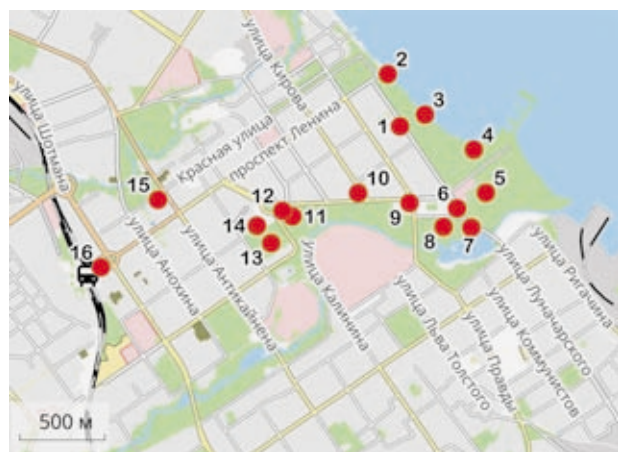 улица Шотмана
улица Кирова
Красная улица
проспект Ленина
улица Анохина
улица Антикайнена
улица Калинина
улица Льва Толстого
улица Правды
улица Коммунистов
улица Луначарского
улица Ригачина
2
3
1
4
15
12
10
5
6
14
11
9
13
8
7
16
500 м